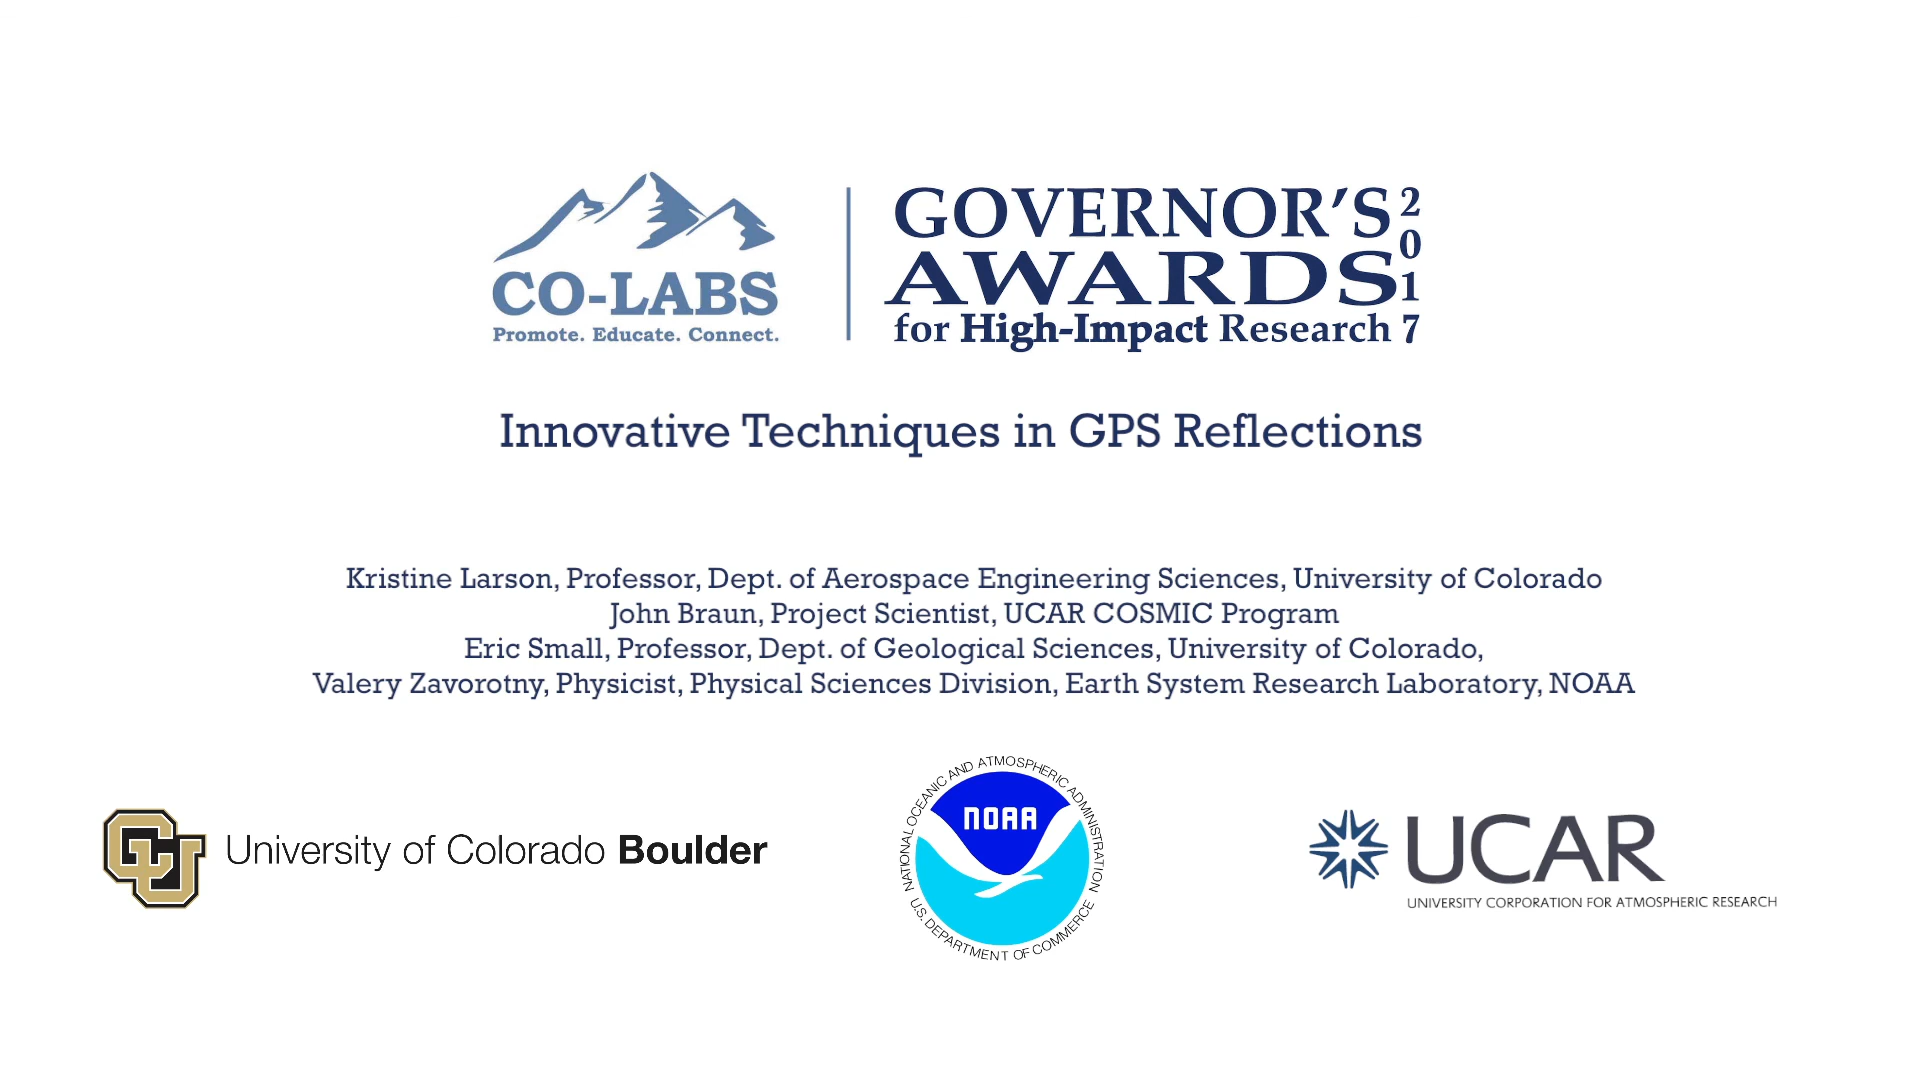 CO-LABS
Promote. Educate. Connect.
GOVERNOR'S
AWARDS
for High-Impact Research
2017
Innovative Techniques in GPS Reflections
Kristine Larson, Professor, Dept. of Aerospace Engineering Sciences, University of Colorado
John Braun, Project Scientist, UCAR COSMIC Program
Eric Small, Professor, Dept. of Geological Sciences, University of Colorado,
Valery Zavorotny, Physicist, Physical Sciences Division, Earth System Research Laboratory, NOAA
CU
University of Colorado Boulder
NATIONAL OCEANIC AND ATMOSPHERIC ADMINISTRATION
NOAA
U.S. DEPARTMENT OF COMMERCE
UCAR
UNIVERSITY CORPORATION FOR ATMOSPHERIC RESEARCH